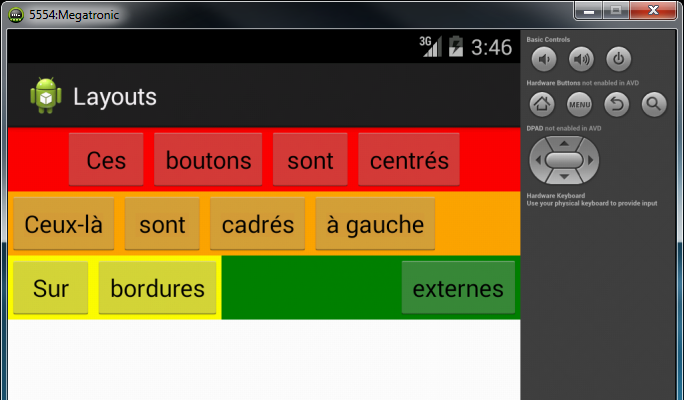 5554:Megatronic
3G 3:46
Layouts
Ces boutons sont centrés
Ceux-là sont cadrés à gauche
Sur bordures externes
Basic Controls
Hardware Buttons not enabled in AVD
MENU
DPAD not enabled in AVD
Hardware Keyboard
Use your physical keyboard to provide input